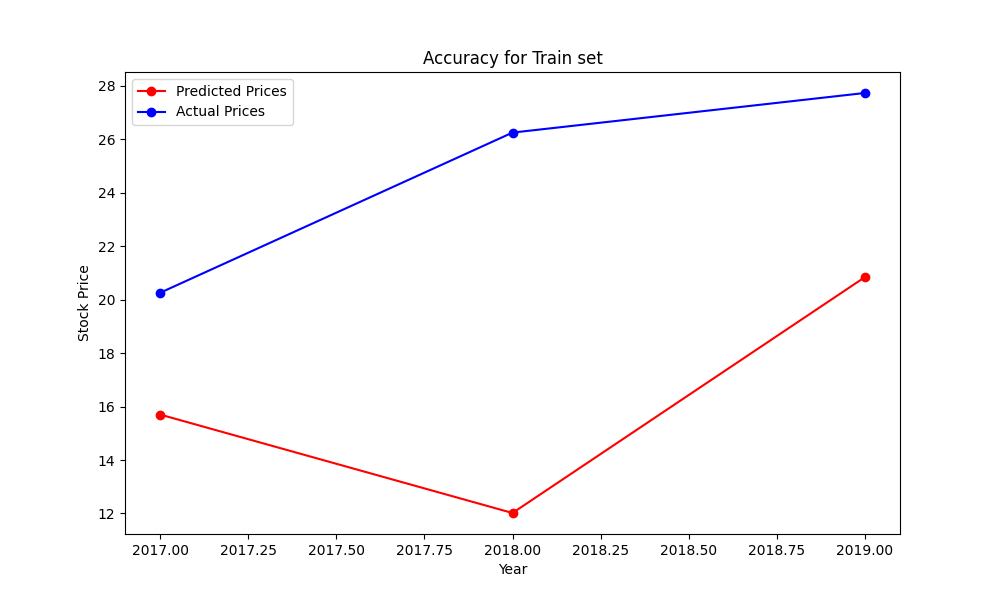 Accuracy for Train set
Predicted Prices
Actual Prices
28
26
24
22
20
18
16
14
12
Stock Price
2017.00 2017.25 2017.50 2017.75 2018.00 2018.25 2018.50 2018.75 2019.00
Year